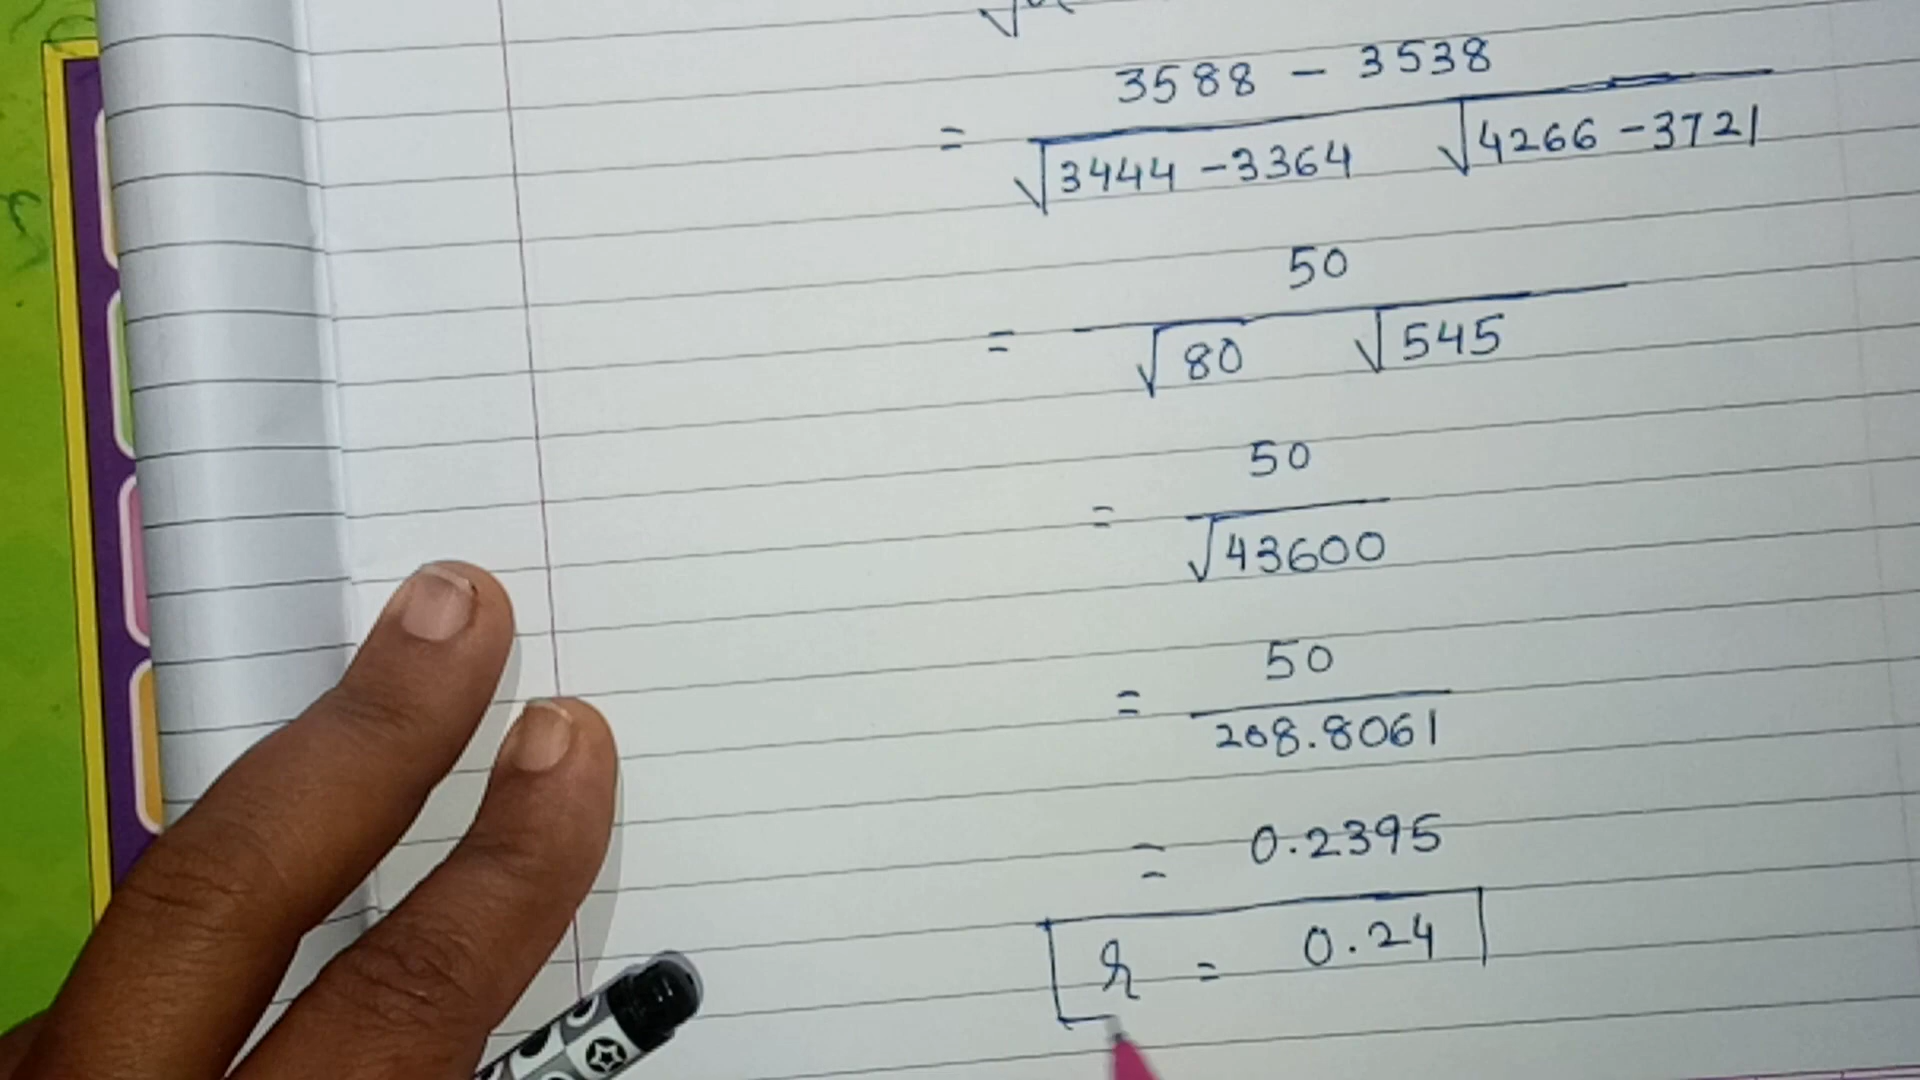 3588 - 3538
= √3444 - 3364 √4266 - 3721
50
= √80 √545
50
= √43600
50
= 208.8061
= 0.2395
r = 0.24